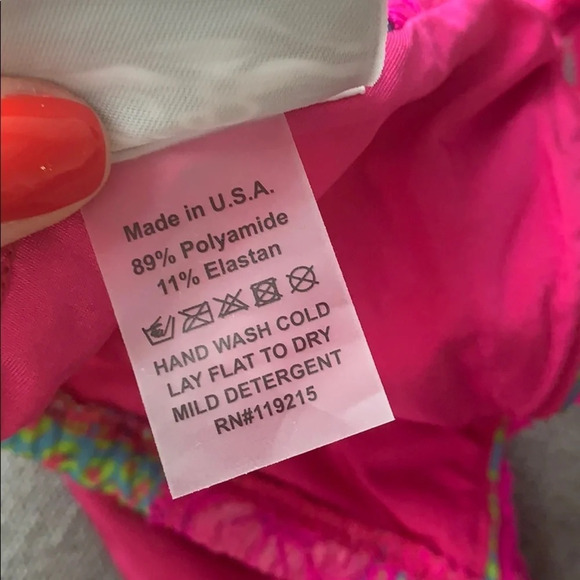 Made in U.S.A.
89% Polyamide
11% Elastan
HAND WASH COLD
LAY FLAT TO DRY
MILD DETERGENT
RN#119215